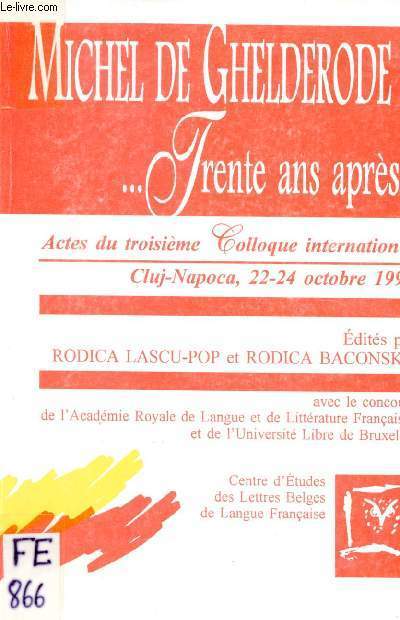 Le-livre.com
MICHEL DE GHELDERODE
...Trente ans après
Actes du troisième Colloque internation
Cluj-Napoca, 22-24 octobre 199
Édités p
RODICA LASCU-POP et RODICA BACONSK
avec le concou
de l'Académie Royale de Langue et de Littérature Français
et de l'Université Libre de Bruxel
Centre d'Études
des Lettres Belges
de Langue Française
FE
866